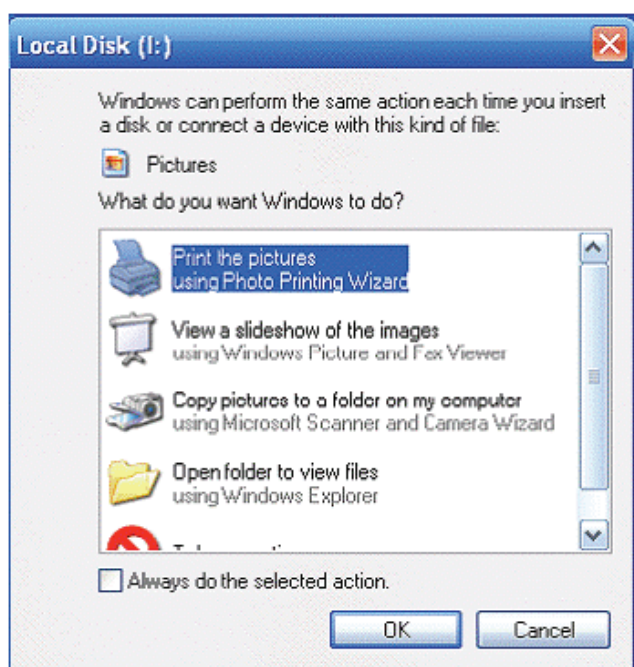 Local Disk (I:)
Windows can perform the same action each time you insert
a disk or connect a device with this kind of file:
Pictures
What do you want Windows to do?
Print the pictures
using Photo Printing Wizard
View a slideshow of the images
using Windows Picture and Fax Viewer
Copy pictures to a folder on my computer
using Microsoft Scanner and Camera Wizard
Open folder to view files
using Windows Explorer
Always do the selected action.
OK
Cancel